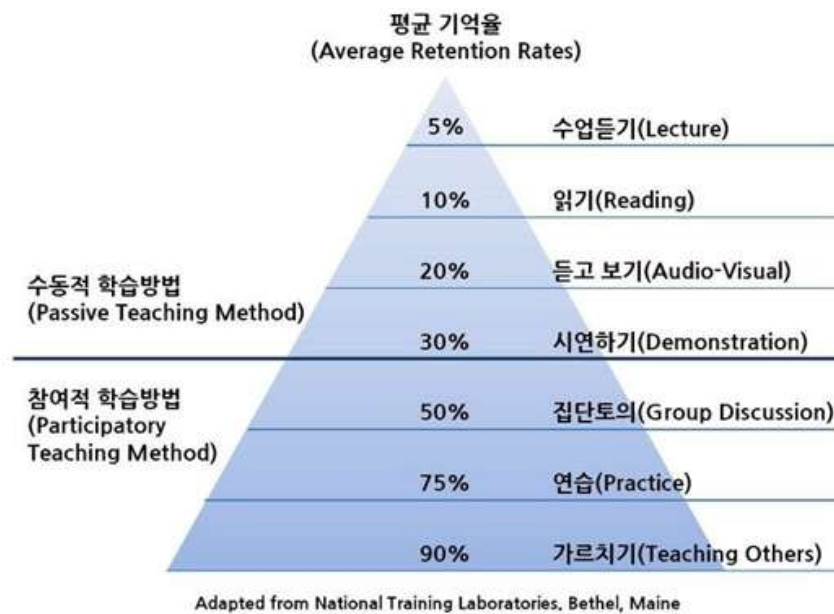 평균 기억율
(Average Retention Rates)
5% 수업듣기(Lecture)
10% 읽기(Reading)
20% 듣고 보기(Audio-Visual)
수동적 학습방법
(Passive Teaching Method)
30% 시연하기(Demonstration)
참여적 학습방법
(Participatory
Teaching Method)
50% 집단토의(Group Discussion)
75% 연습(Practice)
90% 가르치기(Teaching Others)
Adapted from National Training Laboratories, Bethel, Maine